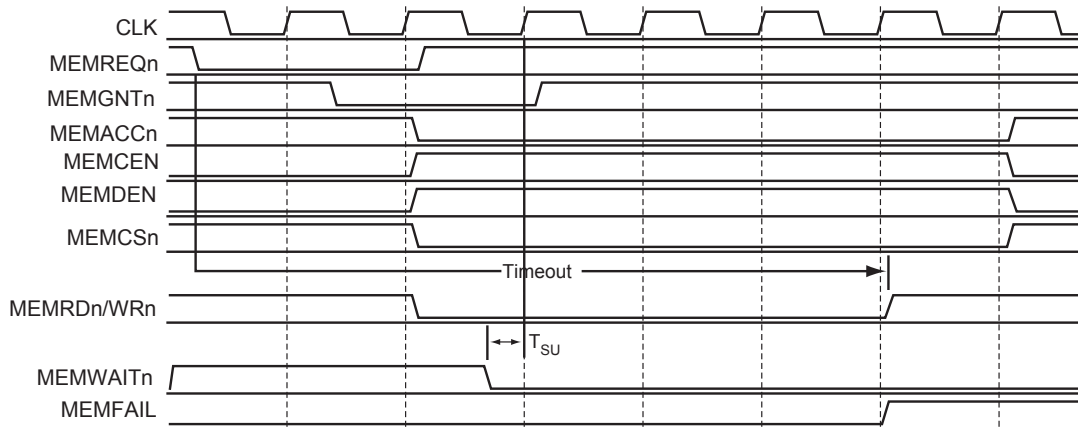 CLK
MEMREQn
MEMGNTn
MEMACCn
MEMCEN
MEMDEN
MEMCSn
Timeout
MEMRDn/WRn
TSU
MEMWAITn
MEMFAIL